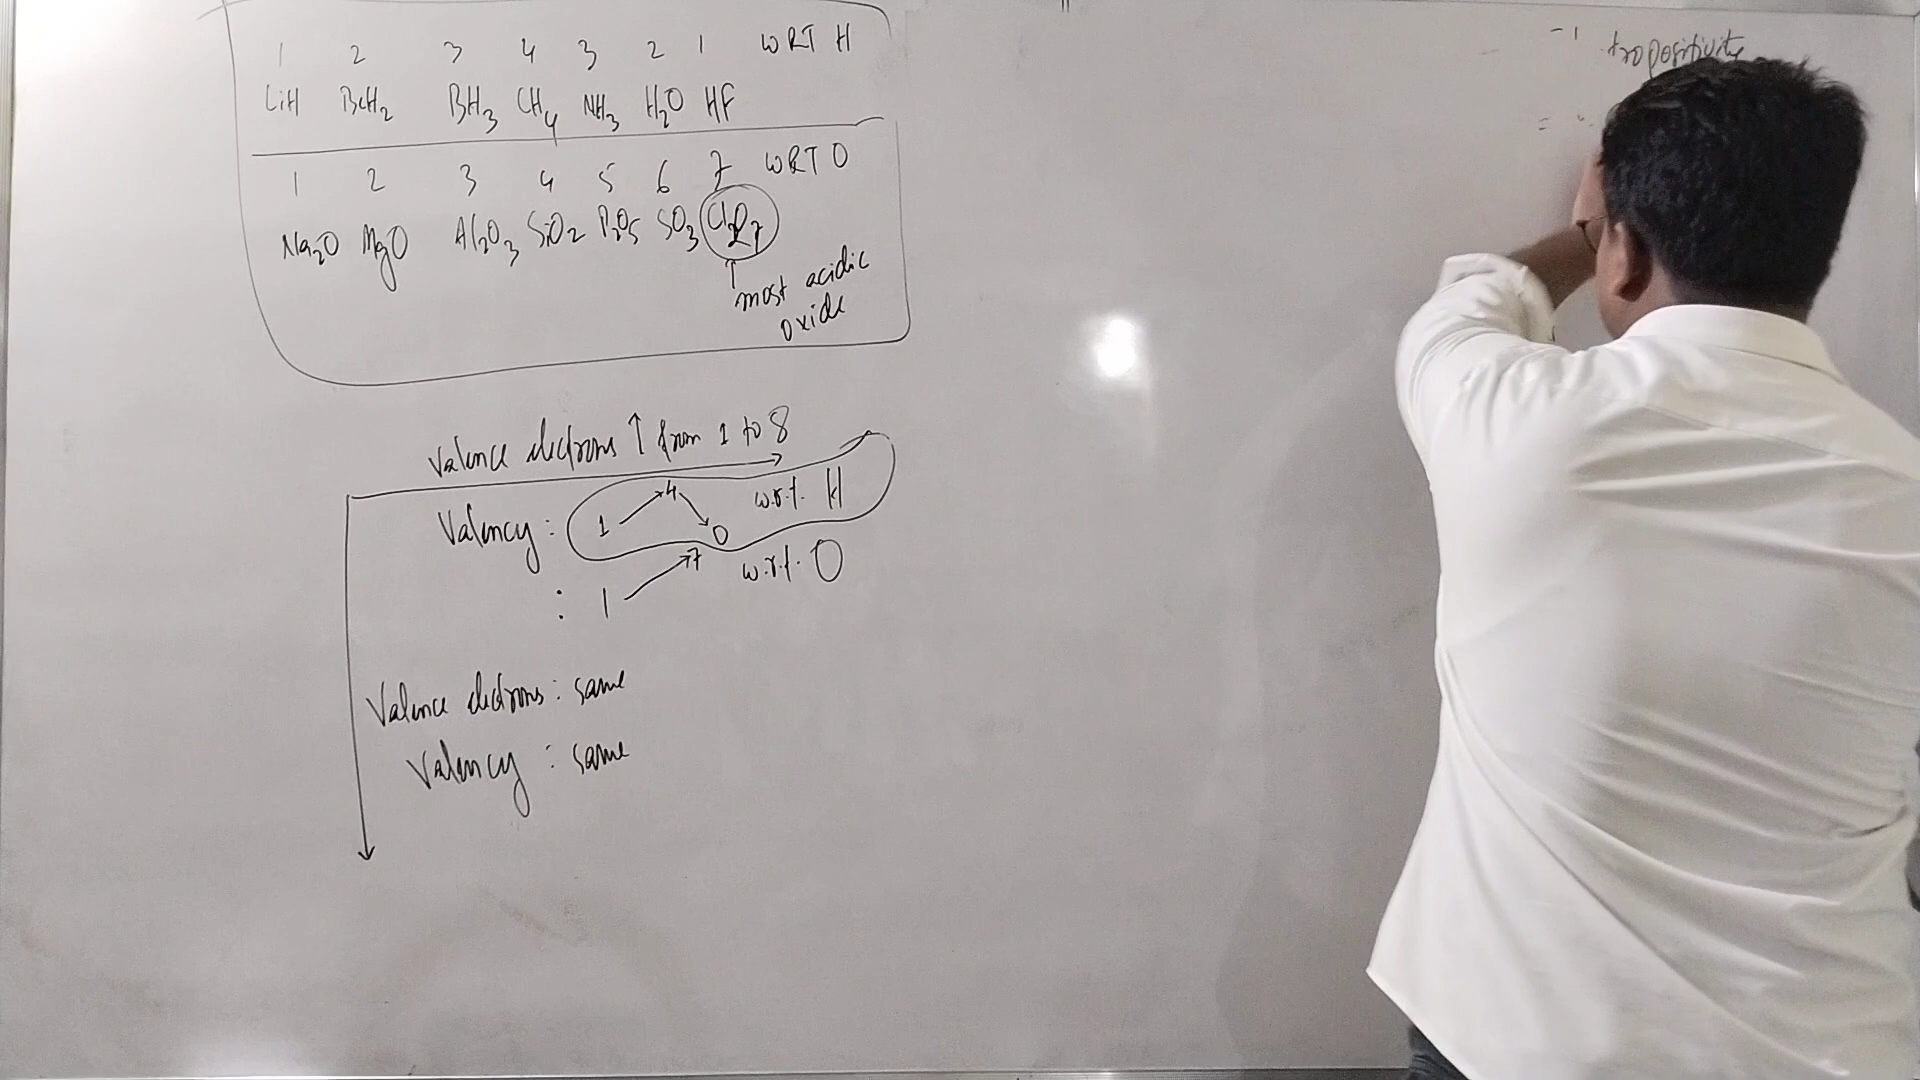 1 2 3 4 3 2 1 WRT H
LiH BeH2 BH3 CH4 NH3 H2O HF
1 2 3 4 5 6 7 WRT O
Na2O MgO Al2O3 SiO2 P2O5 SO3 Cl2O7
↑
most acidic
oxide
Valence electrons ↑ from 1 to 8
Valency : 1 → 4 → 0 w.r.t. H
: 1 → 7 w.r.t. O
Valence electrons : same
Valency : same
-1 tropositivity
=